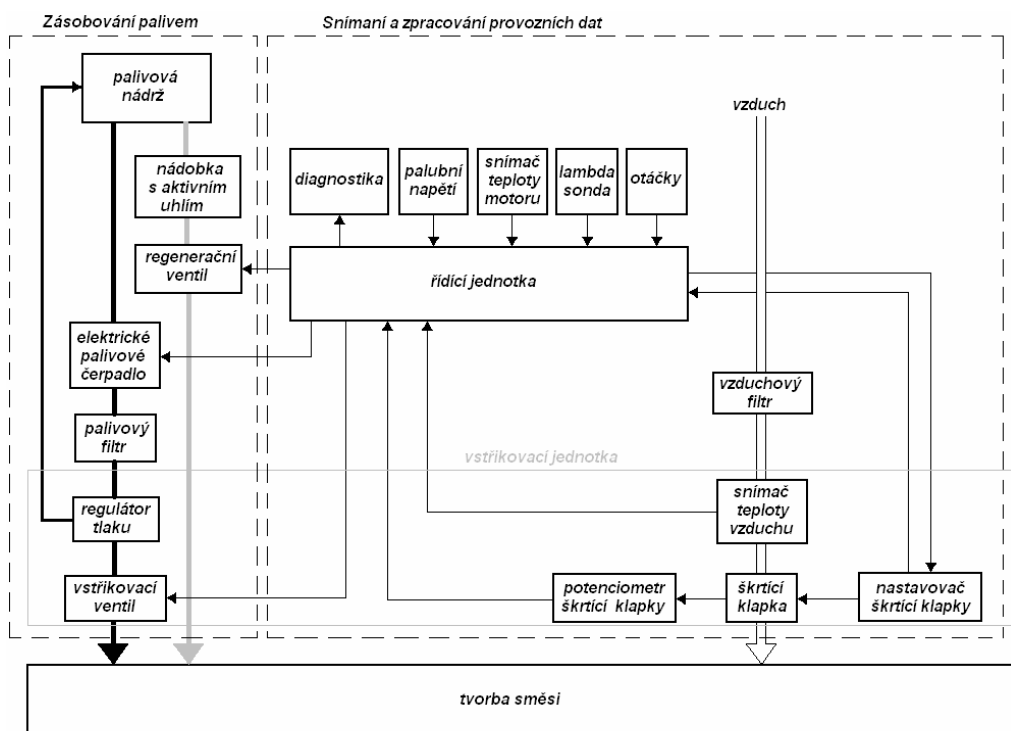 Zásobování palivem
Snímaní a zpracování provozních dat
palivová
nádrž
vzduch
nádobka
s aktivním
uhlím
diagnostika
palubní
napětí
snímač
teploty
motoru
lambda
sonda
otáčky
regenerační
ventil
řídící jednotka
elektrické
palivové
čerpadlo
vzduchový
filtr
palivový
filtr
vstřikovací jednotka
regulátor
tlaku
snímač
teploty
vzduchu
vstřikovací
ventil
potenciometr
škrtící klapky
škrtící
klapka
nastavovač
škrtící klapky
tvorba směsi